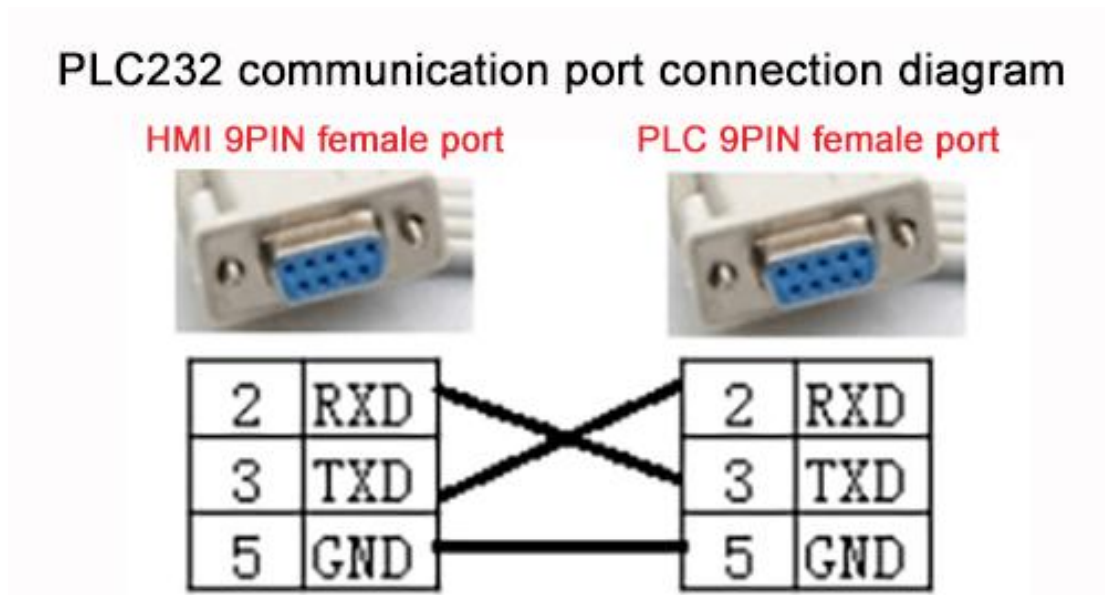 PLC232 communication port connection diagram
HMI 9PIN female port PLC 9PIN female port
2 RXD 2 RXD
3 TXD 3 TXD
5 GND 5 GND